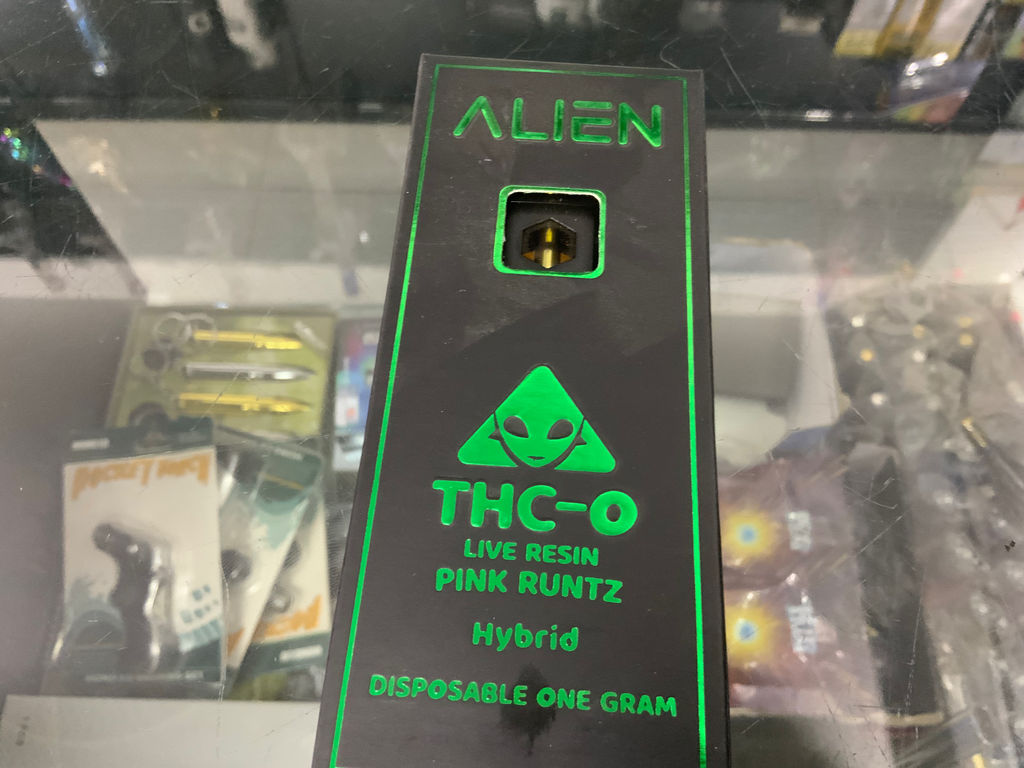 ALIEN
THC-O
LIVE RESIN
PINK RUNTZ
Hybrid
DISPOSABLE ONE GRAM